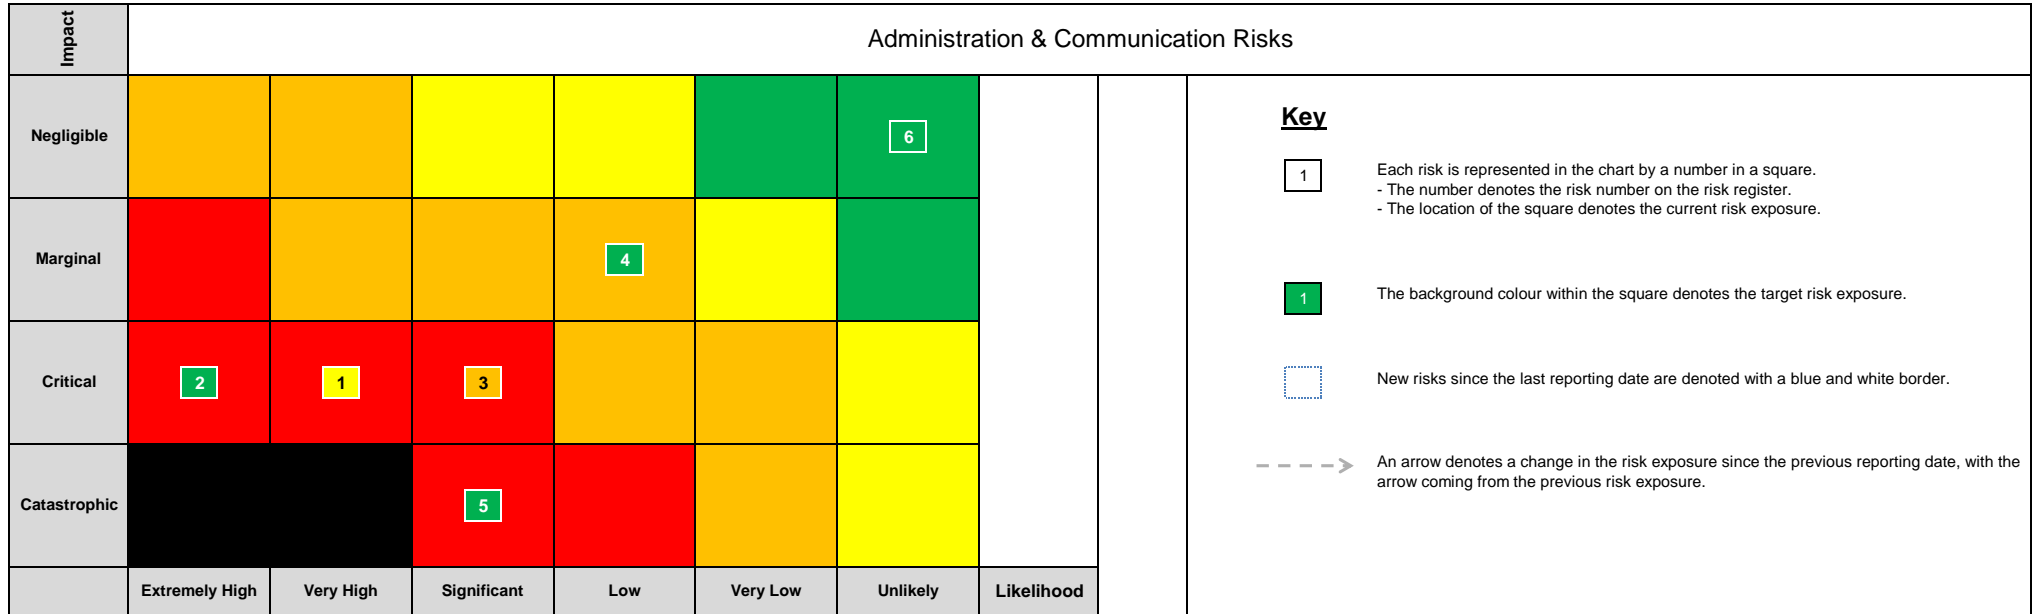 Impact
Administration & Communication Risks
Negligible
6
Marginal
4
Critical
2
1
3
Catastrophic
5
Extremely High
Very High
Significant
Low
Very Low
Unlikely
Likelihood
Key
1
Each risk is represented in the chart by a number in a square.
- The number denotes the risk number on the risk register.
- The location of the square denotes the current risk exposure.
1
The background colour within the square denotes the target risk exposure.
New risks since the last reporting date are denoted with a blue and white border.
An arrow denotes a change in the risk exposure since the previous reporting date, with the
arrow coming from the previous risk exposure.